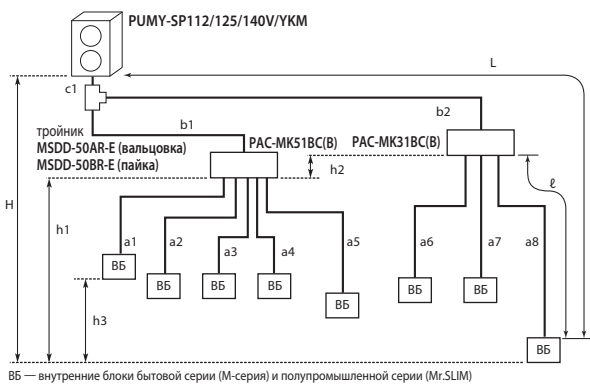 PUMY-SP112/125/140V/YKM
L
c1
b2
тройник
MSDD-50AR-E (вальцовка)
MSDD-50BR-E (пайка)
b1
PAC-MK51BC(B)
PAC-MK31BC(B)
h2
ℓ
H
h1
a1
a2
a3
a4
a5
a6
a7
a8
ВБ
ВБ
ВБ
ВБ
ВБ
ВБ
ВБ
h3
ВБ
ВБ — внутренние блоки бытовой серии (М-серия) и полупромышленной серии (Mr.SLIM)